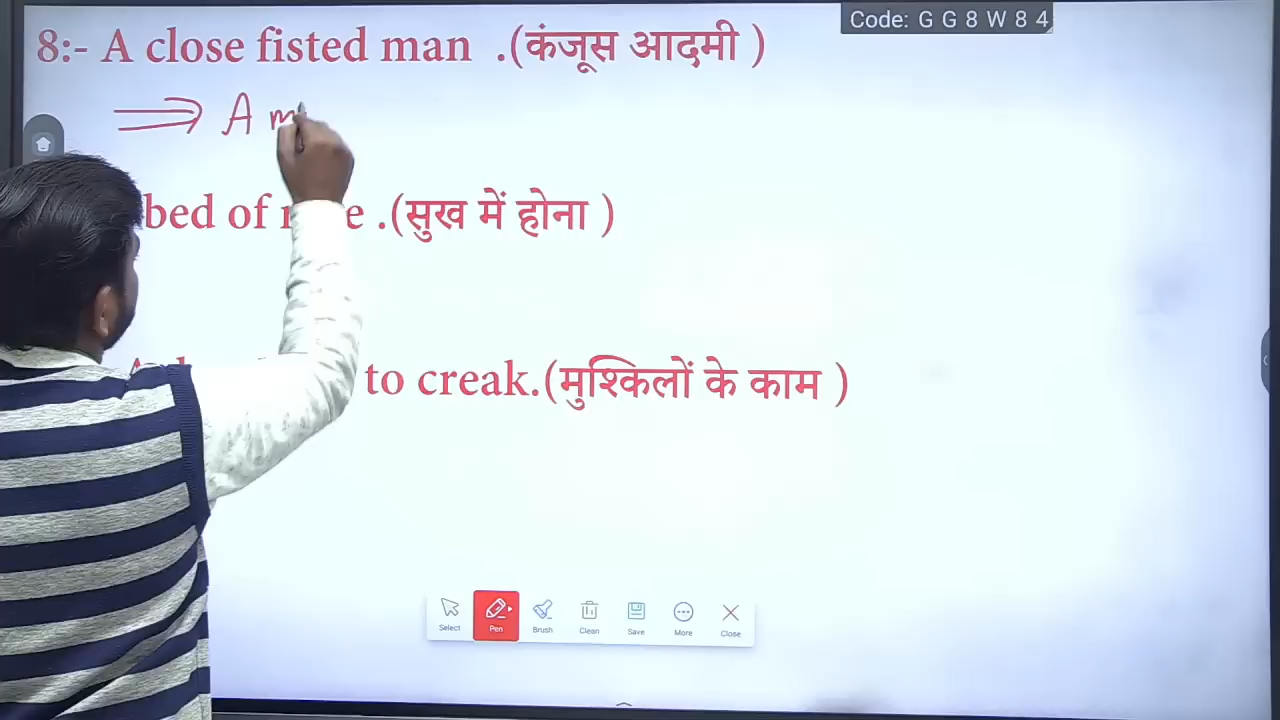 Code: G G 8 W 8 4
8:- A close fisted man .(कंजूस आदमी )
⟹ A m
bed of .(सुख में होना )
to creak.(मुश्किलों के काम )
Select Pen Brush Clean Save More Close